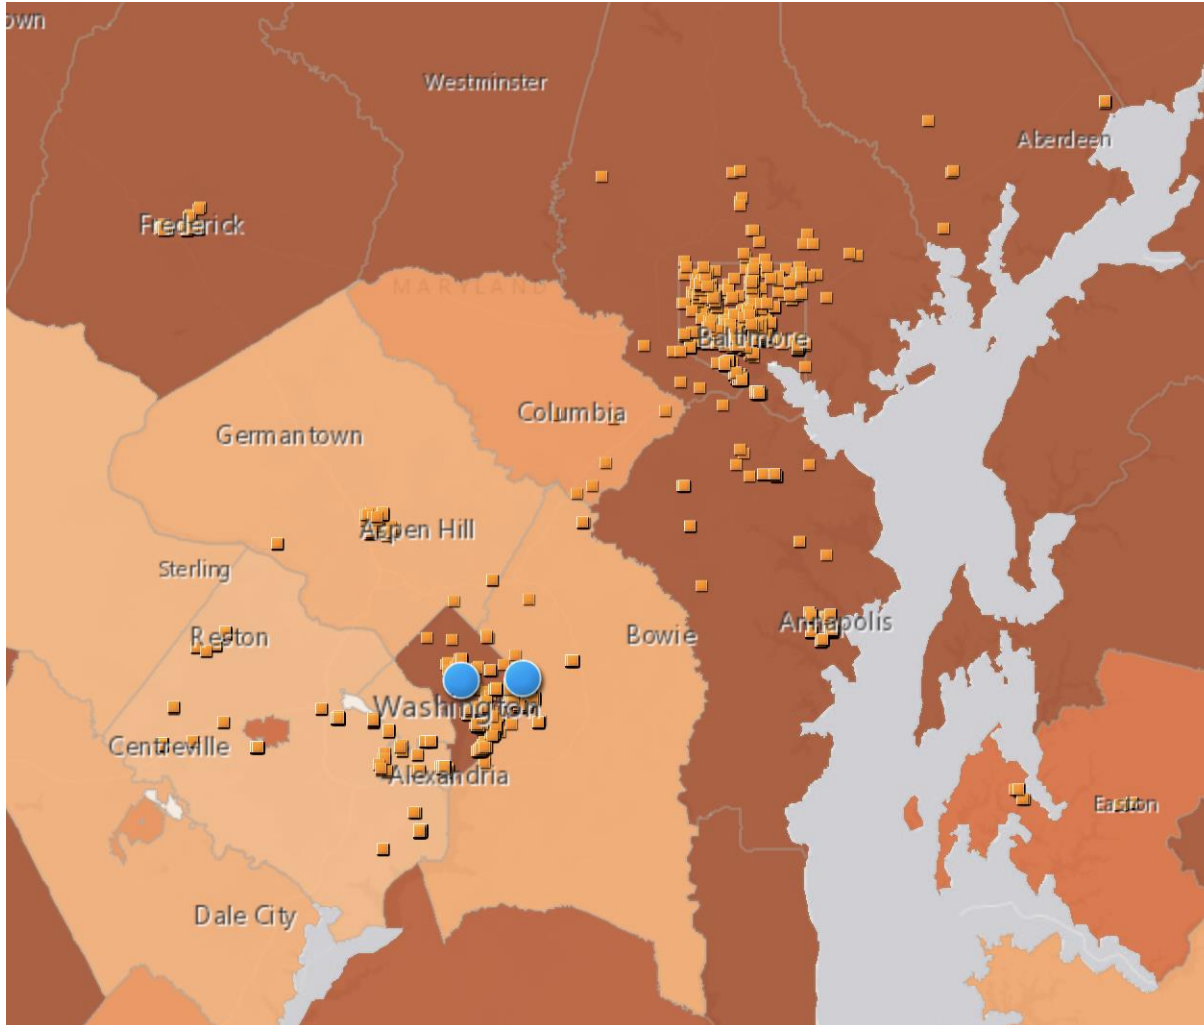 own
Westminster
Aberdeen
Frederick
MARYLAND
Baltimore
Columbia
Germantown
Aspen Hill
Sterling
Reston
Bowie
Annapolis
Washington
Centreville
Alexandria
Easton
Dale City